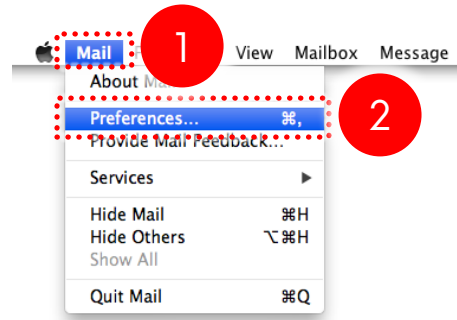 Mail 1 View Mailbox Message
About
Preferences... ⌘, 2
Provide Mail Feedback...
Services ▶
Hide Mail ⌘H
Hide Others ⌥⌘H
Show All
Quit Mail ⌘Q